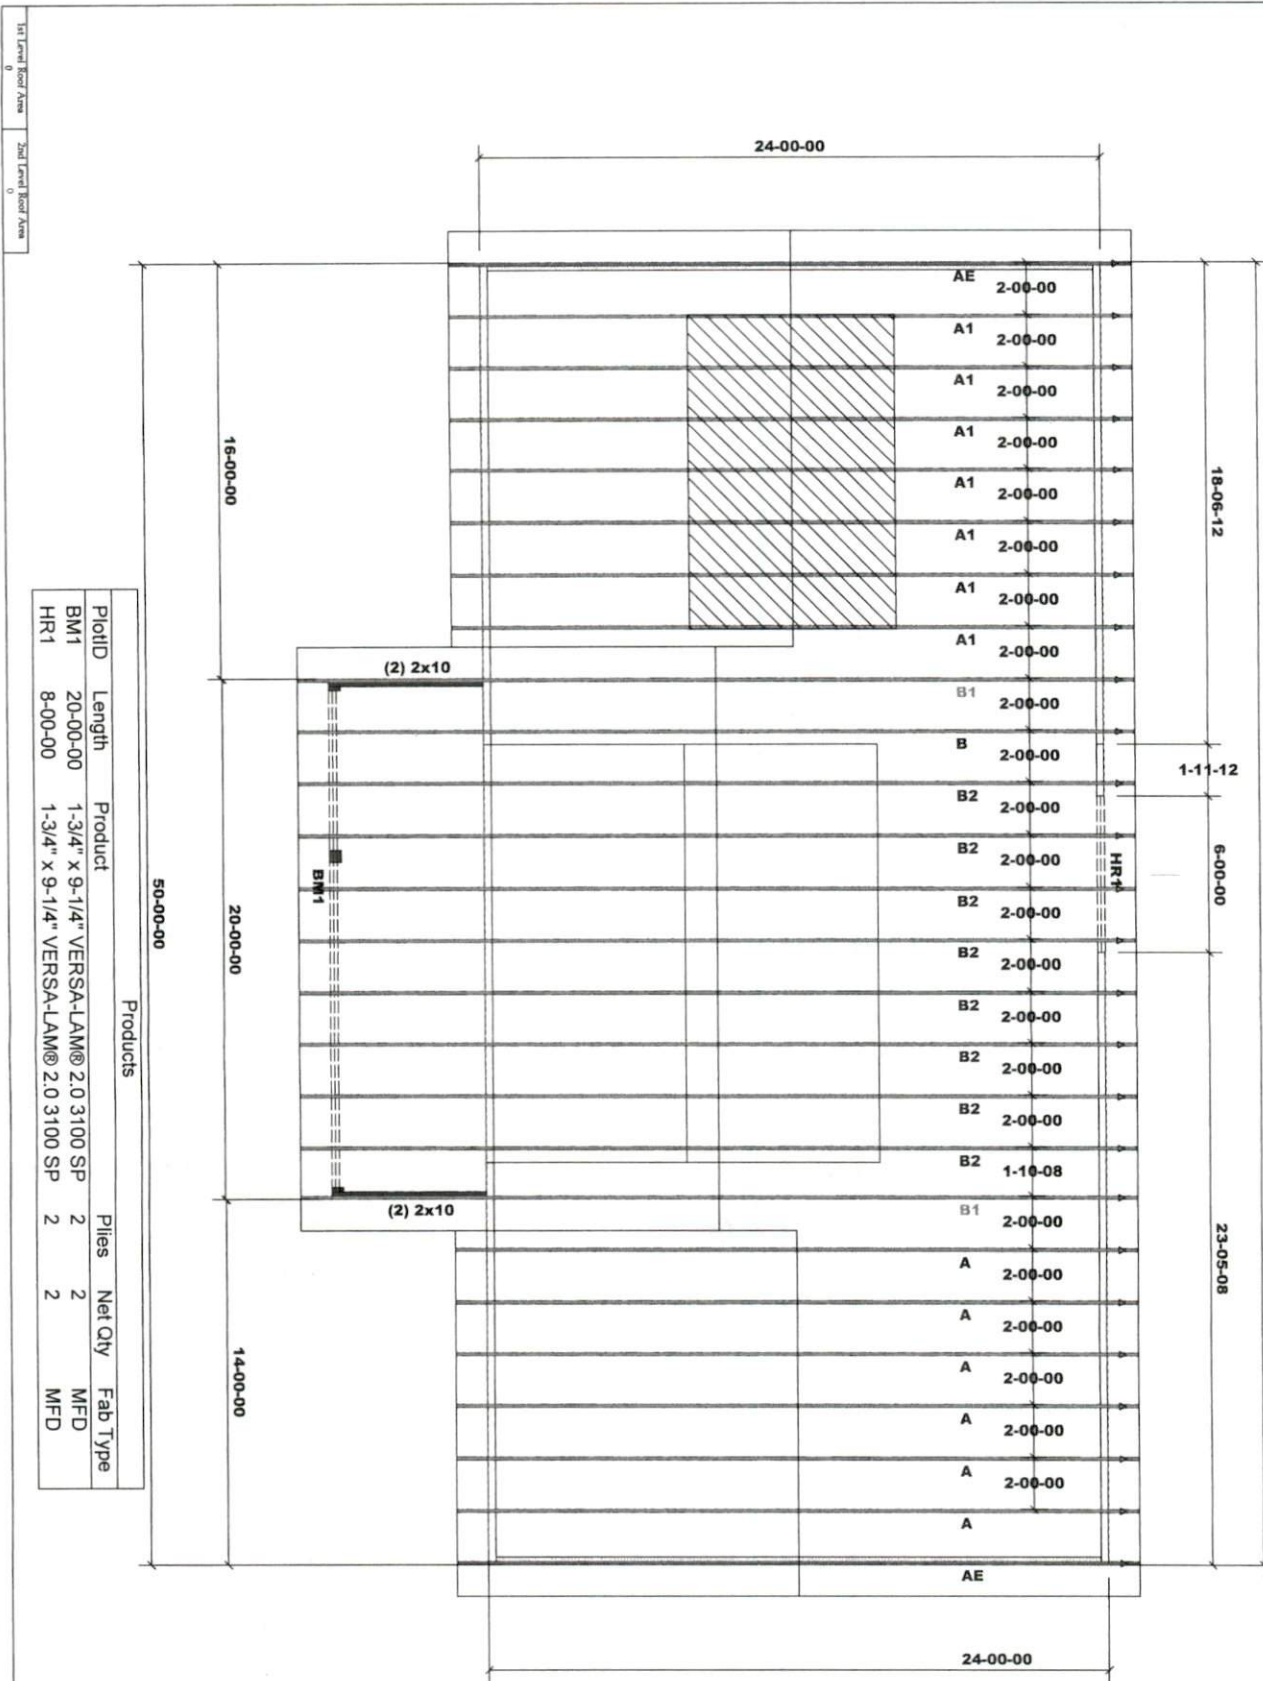 24-00-00
AE 2-00-00
A1 2-00-00
A1 2-00-00
A1 2-00-00
A1 2-00-00
A1 2-00-00
A1 2-00-00
A1 2-00-00
B1 2-00-00
B 2-00-00
B2 2-00-00
B2 2-00-00
B2 2-00-00
B2 2-00-00
B2 2-00-00
B2 2-00-00
B2 2-00-00
B2 1-10-08
B1 2-00-00
A 2-00-00
A 2-00-00
A 2-00-00
A 2-00-00
A 2-00-00
A
AE
24-00-00
18-06-12
1-11-12
6-00-00
23-05-08
HR1
(2) 2x10
BM1
(2) 2x10
16-00-00
20-00-00
14-00-00
50-00-00
Products
PlotID Length Product Plies Net Qty Fab Type
BM1 20-00-00 1-3/4" x 9-1/4" VERSA-LAM® 2.0 3100 SP 2 2 MFD
HR1 8-00-00 1-3/4" x 9-1/4" VERSA-LAM® 2.0 3100 SP 2 2 MFD
1st Level Roof Area 2nd Level Roof Area
0 0